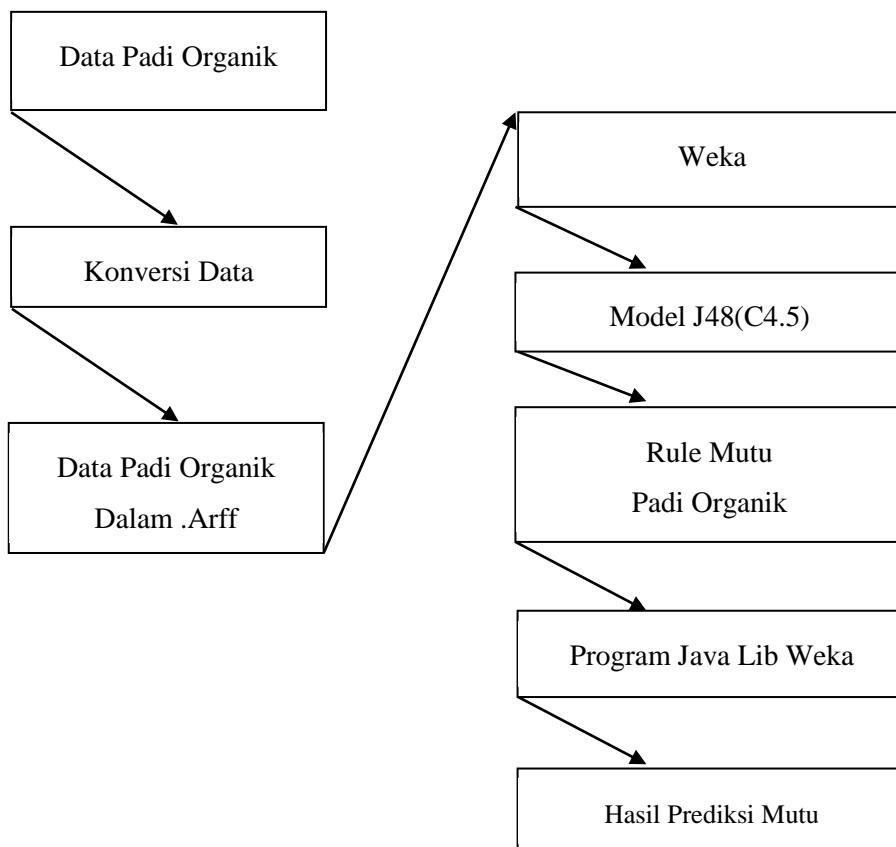 Data Padi Organik
Konversi Data
Data Padi Organik
Dalam .Arff
Weka
Model J48(C4.5)
Rule Mutu
Padi Organik
Program Java Lib Weka
Hasil Prediksi Mutu